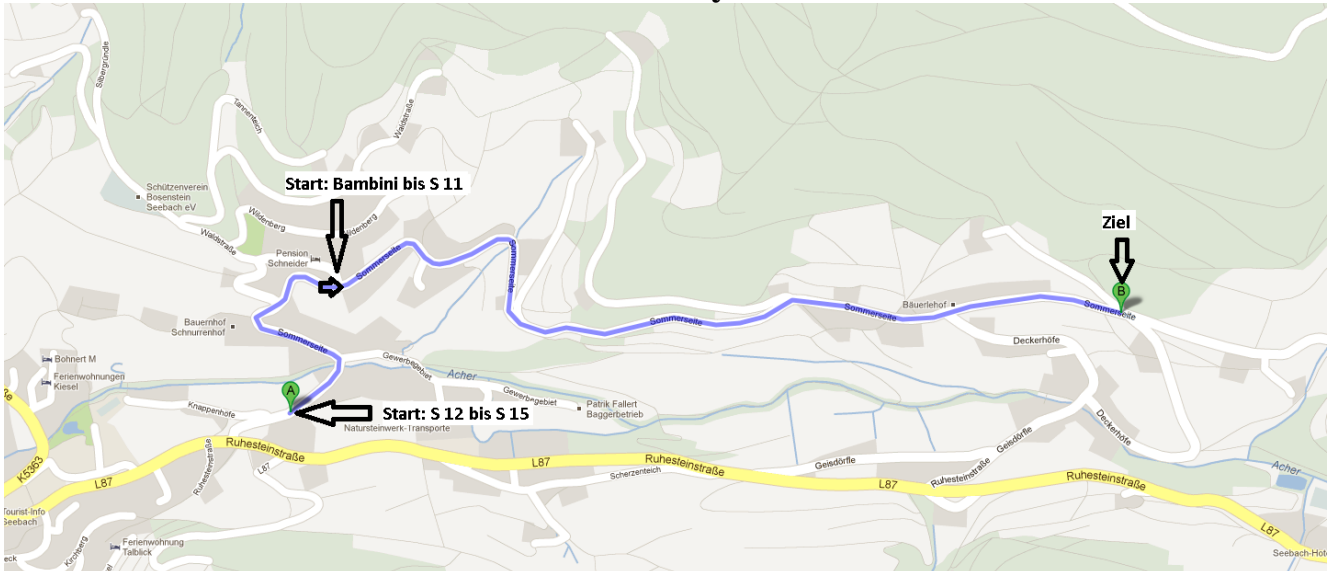 Silbergründle
Tannenteich
Waldstraße
Start: Bambini bis S 11
Schützenverein
Bosenstein
Seebach eV
Wildenberg
Wildenberg
Waldstraße
Pension
Schneider
Sommerseite
Sommerseite
Ziel
B
Bäuerlehof
Sommerseite
Sommerseite
Sommerseite
Bauernhof
Schnurrenhof
Sommerseite
Deckerhöfe
Bohnert M
Ferienwohnungen
Kiesel
Gewerbegebiet
Acher
Gewerbegebiet
A
Knappenhöfe
Start: S 12 bis S 15
Patrik Fallert
Baggerbetrieb
Natursteinwerk-Transporte
Deckerhöfe
Ruhesteinstraße
L87
Ruhesteinstraße
K5363
L87
L87
Ruhesteinstraße
Scherzenteich
Geisdörfle
Geisdörfle
Ruhesteinstraße
L87
Ruhesteinstraße
Acher
L87
Tourist-Info
Seebach
Kirchberg
Ferienwohnung
Talblick
Seebach-Hote
eck